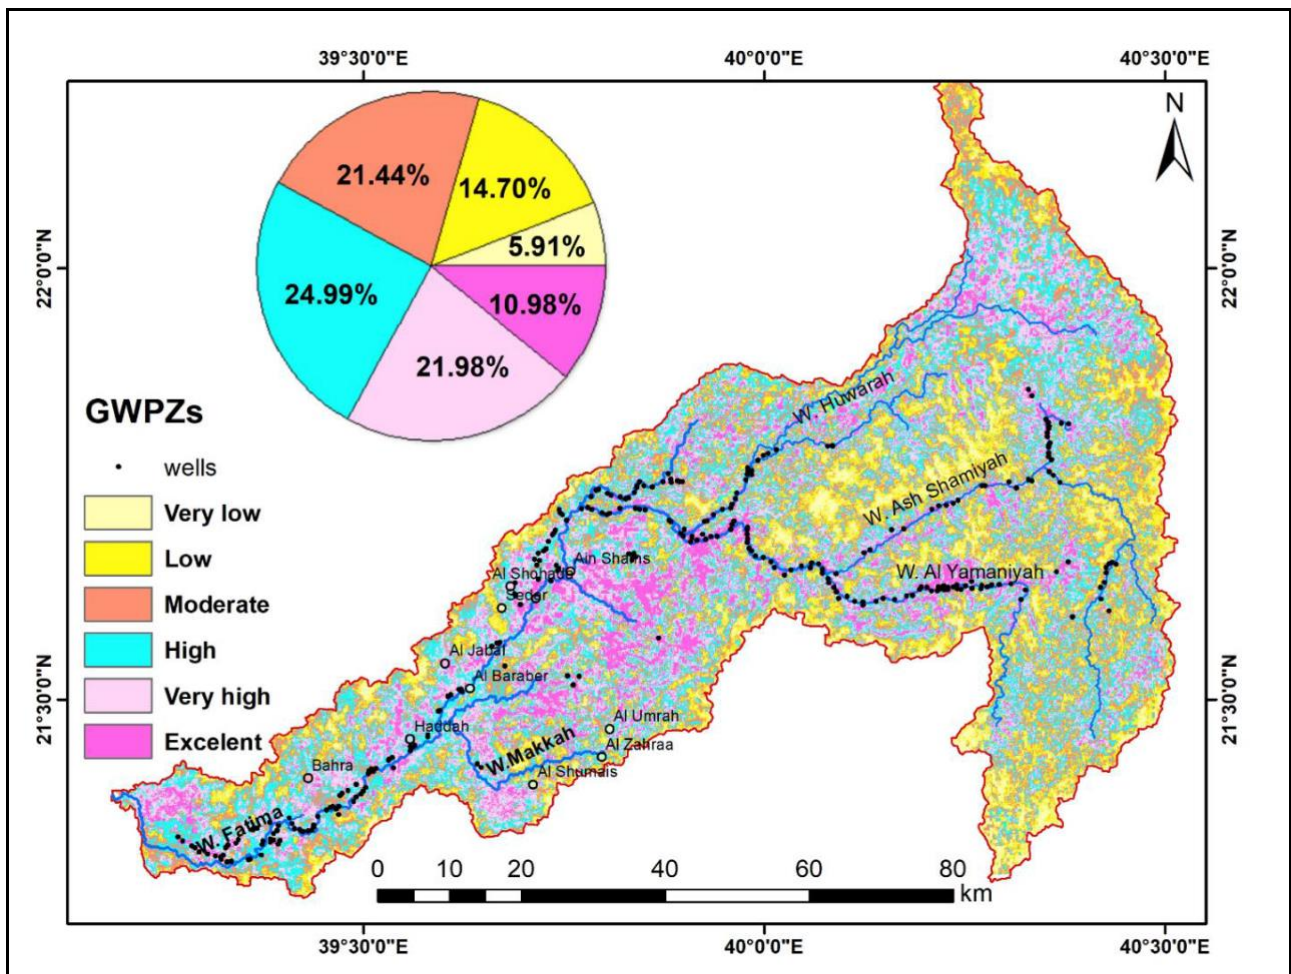 39°30'0"E
40°0'0"E
40°30'0"E
N
21.44%
14.70%
5.91%
22°0'0"N
22°0'0"N
24.99%
10.98%
21.98%
GWPZs
wells
Very low
Low
Moderate
High
Very high
Excelent
W. Huwarah
W. Ash Shamiyah
W. Al Yamaniyah
Ain Shams
Al Shohada
Sedor
Al Jabal
Al Baraber
21°30'0"N
21°30'0"N
Al Umrah
Haddah
W.Makkah
Al Zahraa
Bahra
Al Shumais
W. Fatima
0
10
20
40
60
80
km
39°30'0"E
40°0'0"E
40°30'0"E